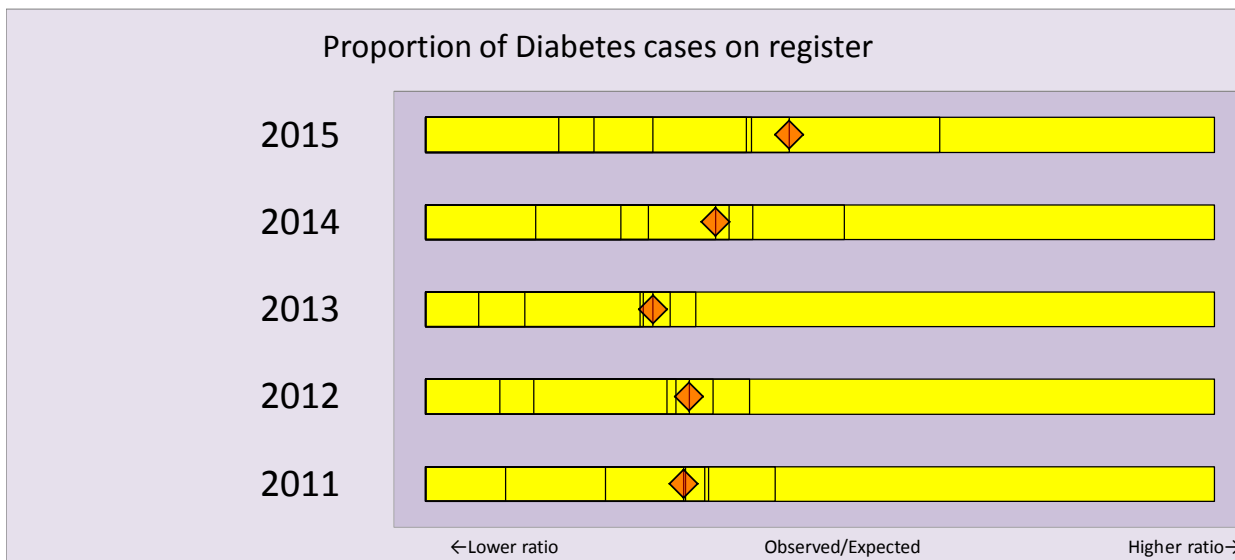 Proportion of Diabetes cases on register
2015
2014
2013
2012
2011
←Lower ratio Observed/Expected Higher ratio→